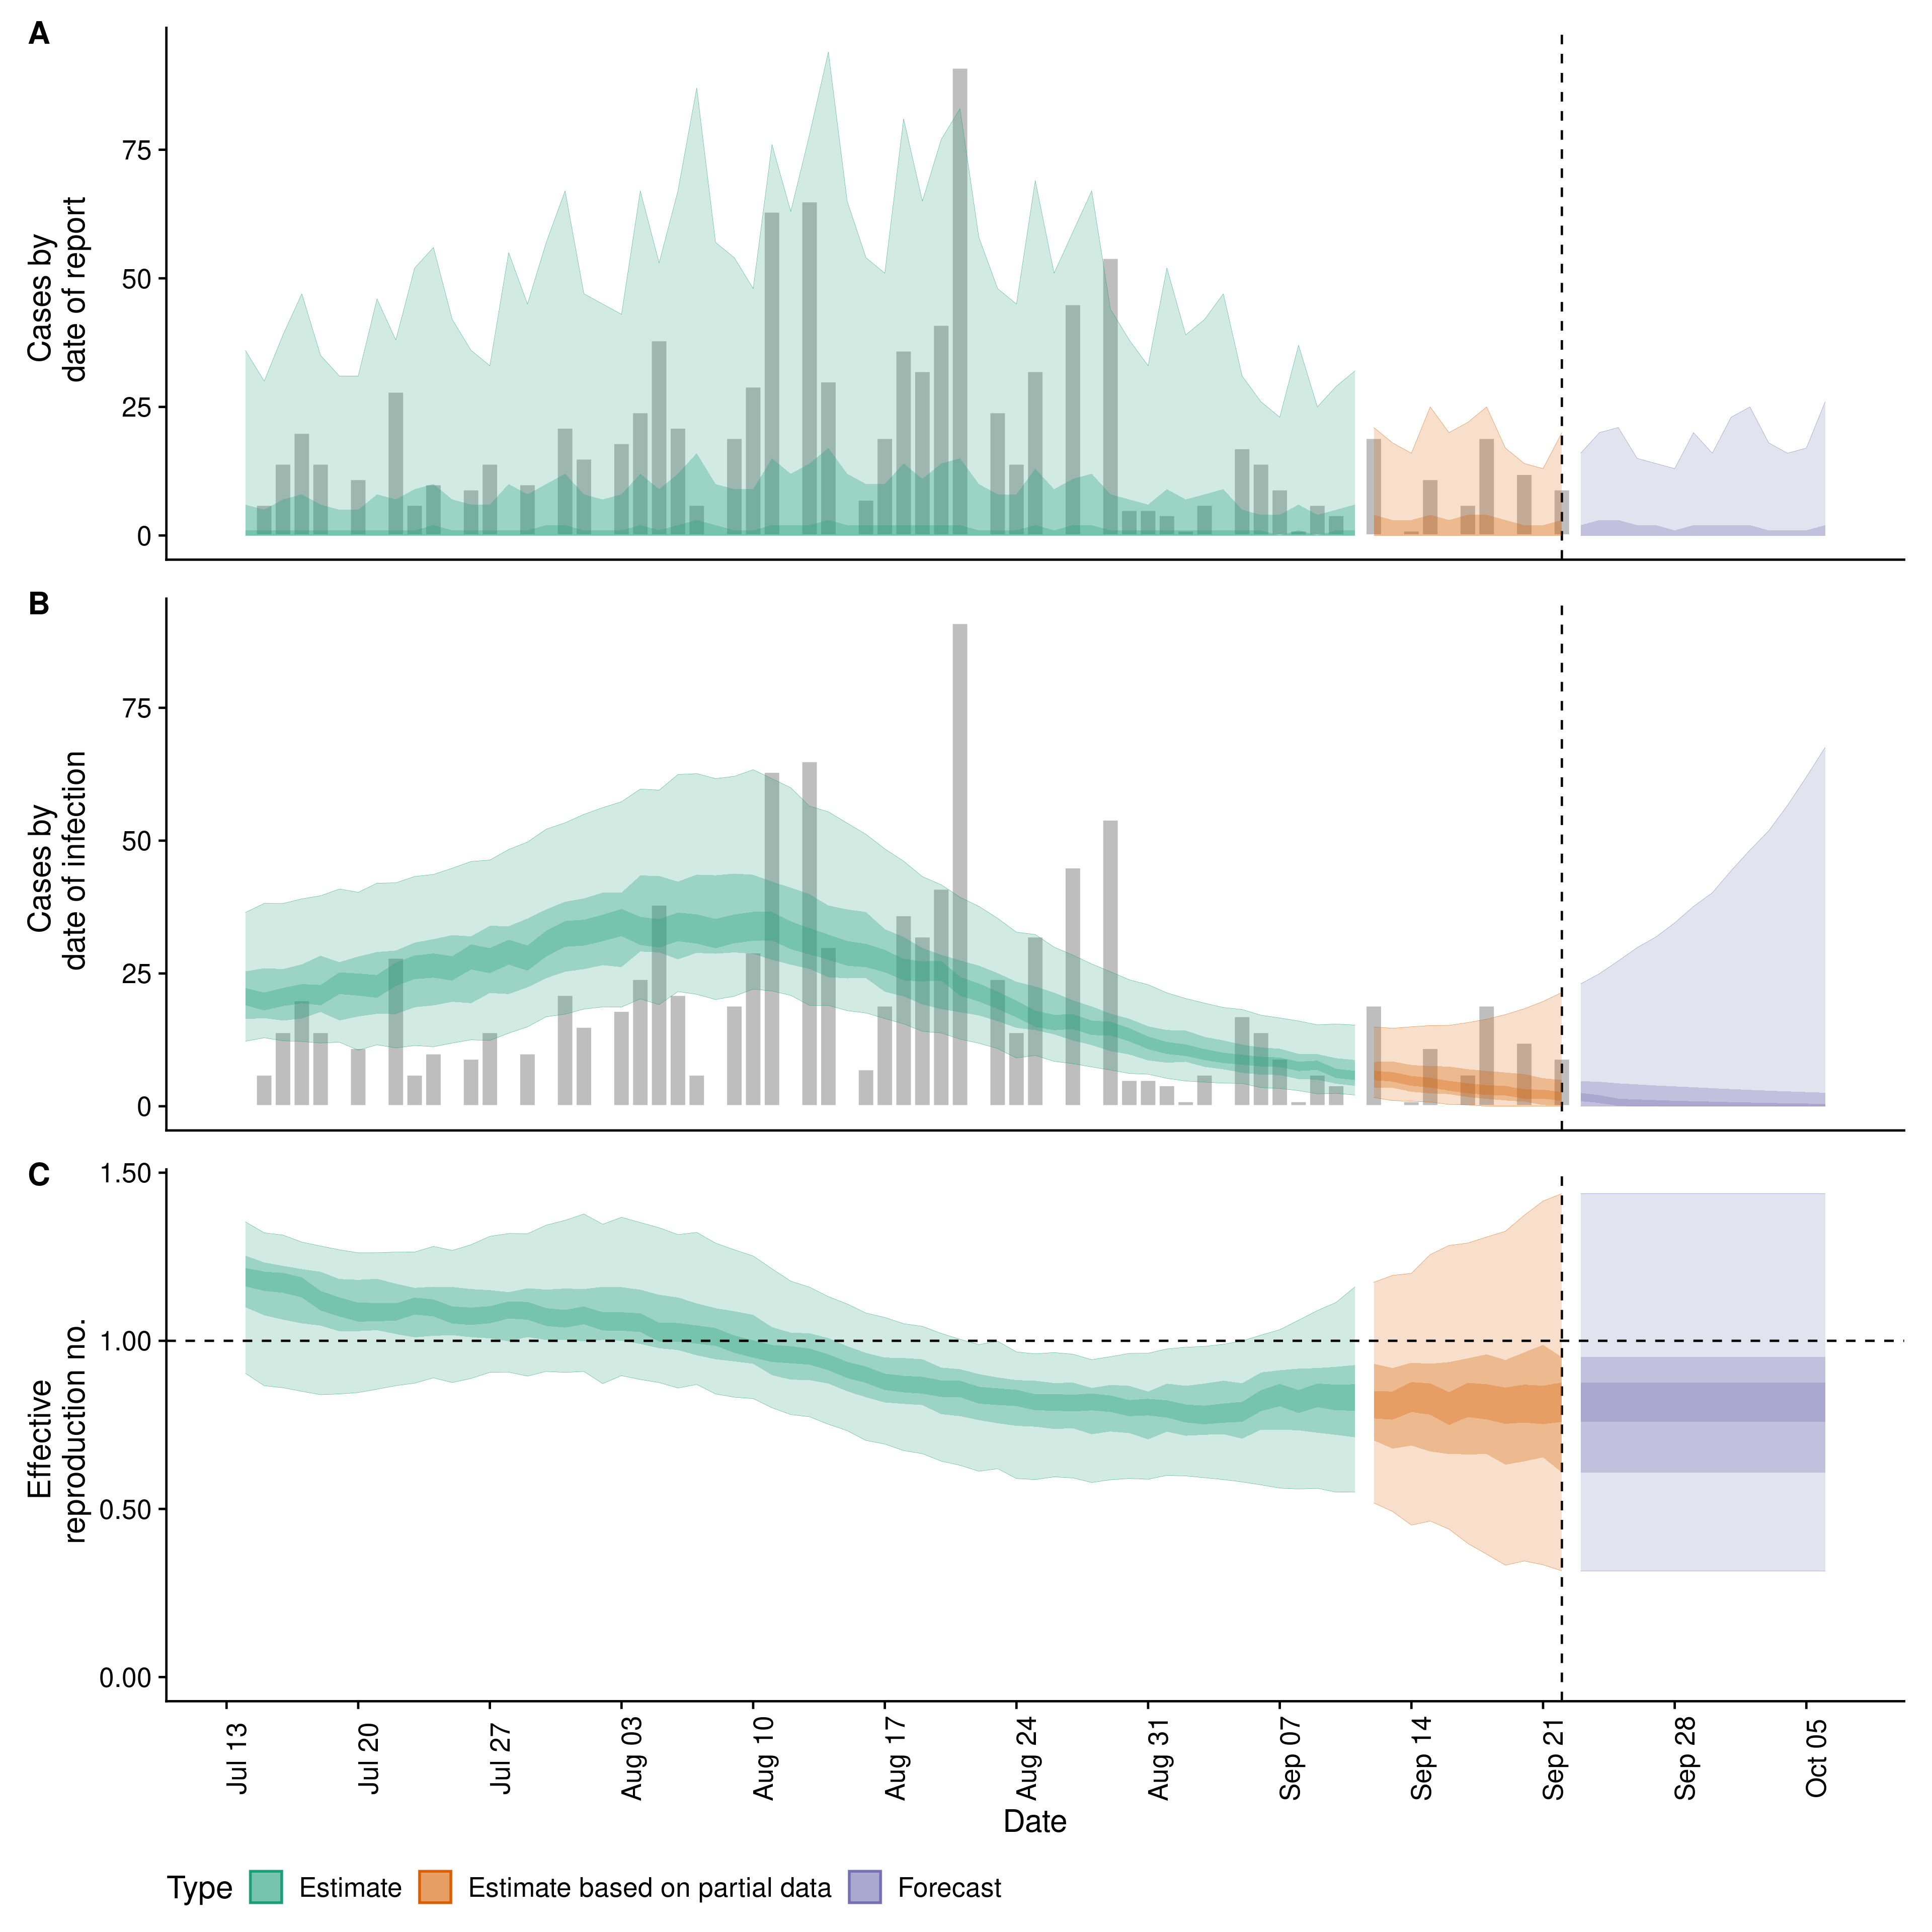 A
Cases by
date of report
75
50
25
0
B
Cases by
date of infection
75
50
25
0
C
Effective
reproduction no.
1.50
1.00
0.50
0.00
Jul 13
Jul 20
Jul 27
Aug 03
Aug 10
Aug 17
Aug 24
Aug 31
Sep 07
Sep 14
Sep 21
Sep 28
Oct 05
Date
Type Estimate Estimate based on partial data Forecast